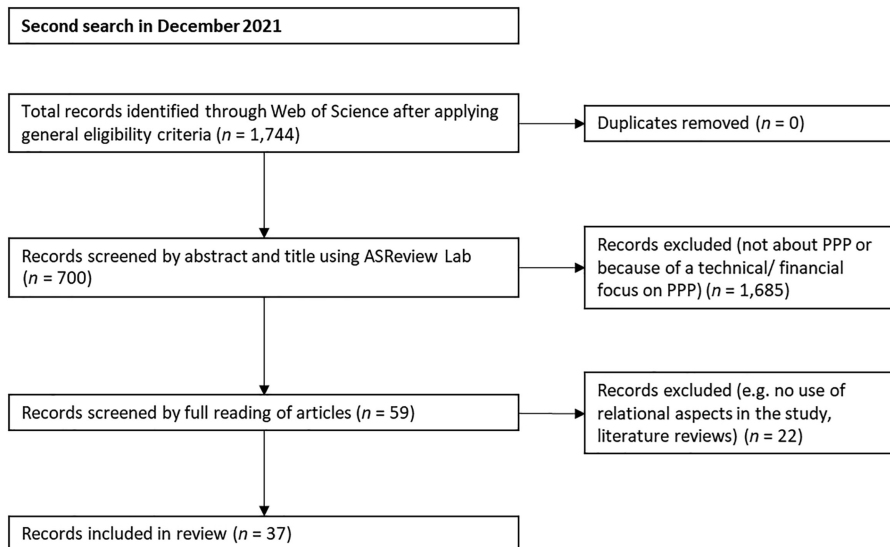 Second search in December 2021
Total records identified through Web of Science after applying
general eligibility criteria (n = 1,744)
Duplicates removed (n = 0)
Records screened by abstract and title using ASReview Lab
(n = 700)
Records excluded (not about PPP or
because of a technical/ financial
focus on PPP) (n = 1,685)
Records screened by full reading of articles (n = 59)
Records excluded (e.g. no use of
relational aspects in the study,
literature reviews) (n = 22)
Records included in review (n = 37)